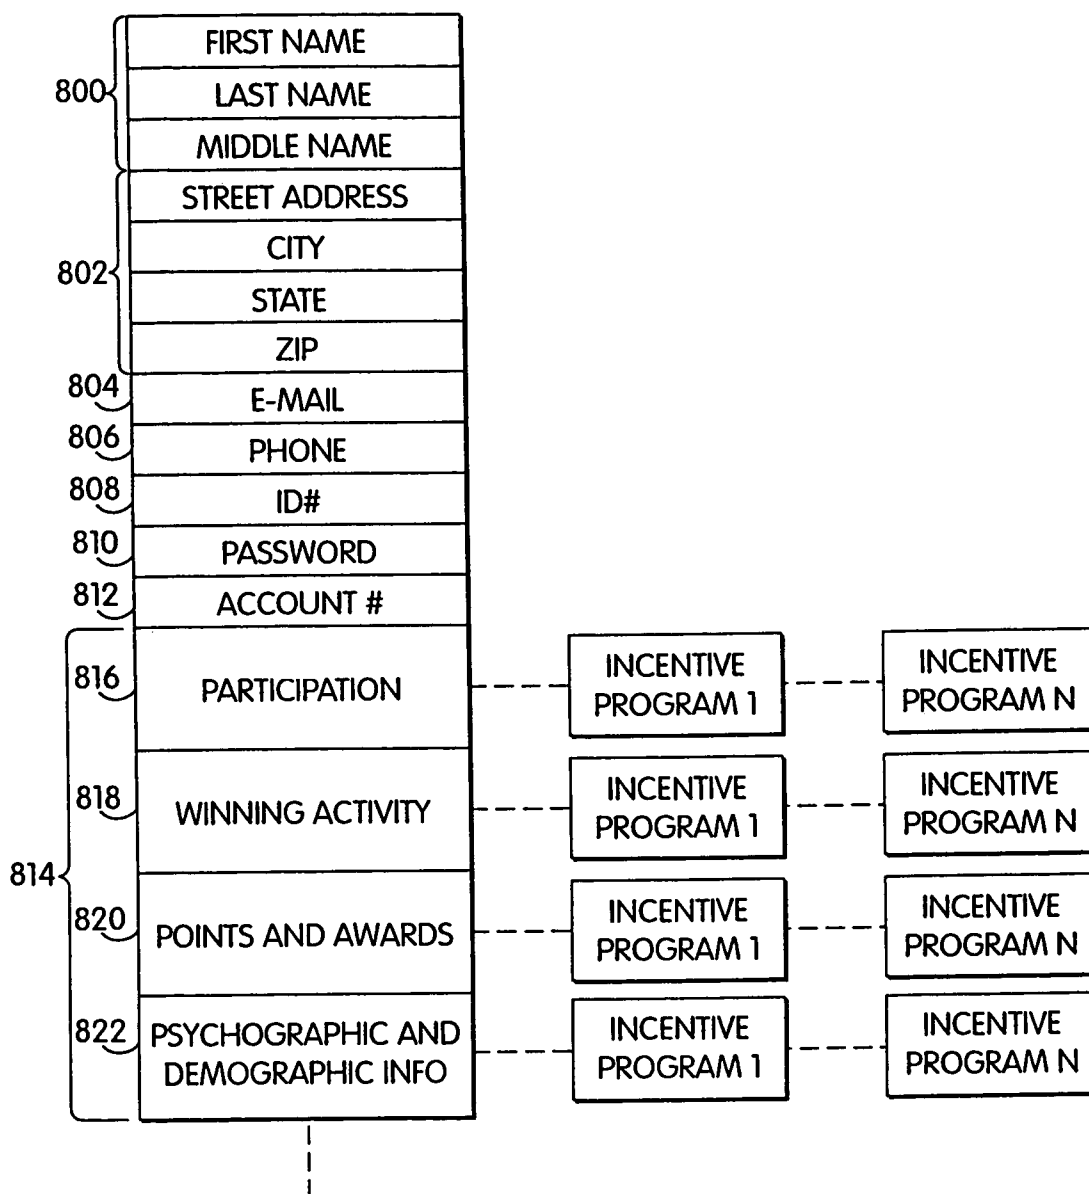 FIRST NAME
800
LAST NAME
MIDDLE NAME
STREET ADDRESS
CITY
802
STATE
ZIP
804
E-MAIL
806
PHONE
808
ID#
810
PASSWORD
812
ACCOUNT #
816
PARTICIPATION
INCENTIVE
PROGRAM 1
INCENTIVE
PROGRAM N
818
WINNING ACTIVITY
INCENTIVE
PROGRAM 1
INCENTIVE
PROGRAM N
814
820
POINTS AND AWARDS
INCENTIVE
PROGRAM 1
INCENTIVE
PROGRAM N
822
PSYCHOGRAPHIC AND
DEMOGRAPHIC INFO
INCENTIVE
PROGRAM 1
INCENTIVE
PROGRAM N